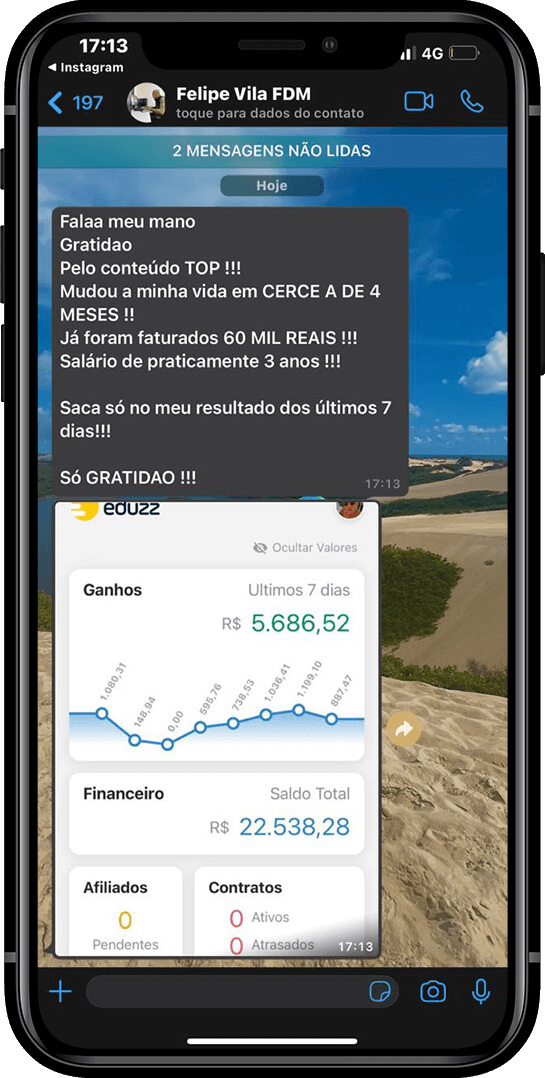 17:13
4G
Instagram
197
Felipe Vila FDM
toque para dados do contato
2 MENSAGENS NÃO LIDAS
Hoje
Falaa meu mano
Gratidao
Pelo conteúdo TOP !!!
Mudou a minha vida em CERCE A DE 4
MESES !!
Já foram faturados 60 MIL REAIS !!!
Salário de praticamente 3 anos !!!
Saca só no meu resultado dos últimos 7
dias!!!
Só GRATIDAO !!!
17:13
eduzz
Ocultar Valores
Ganhos
Ultimos 7 dias
R$ 5.686,52
1.080,31
148,94
0,00
595,76
738,53
1.036,41
1.199,10
887,47
Financeiro
Saldo Total
R$ 22.538,28
Afiliados
0
Pendentes
Contratos
0 Ativos
0 Atrasados
17:13